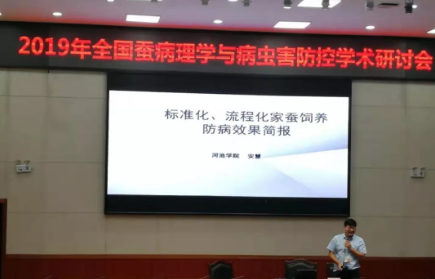 2019年全国蚕病理学与病虫害防控学术研讨会
标准化、流程化家蚕饲养
防病效果简报
河池学院 安慧